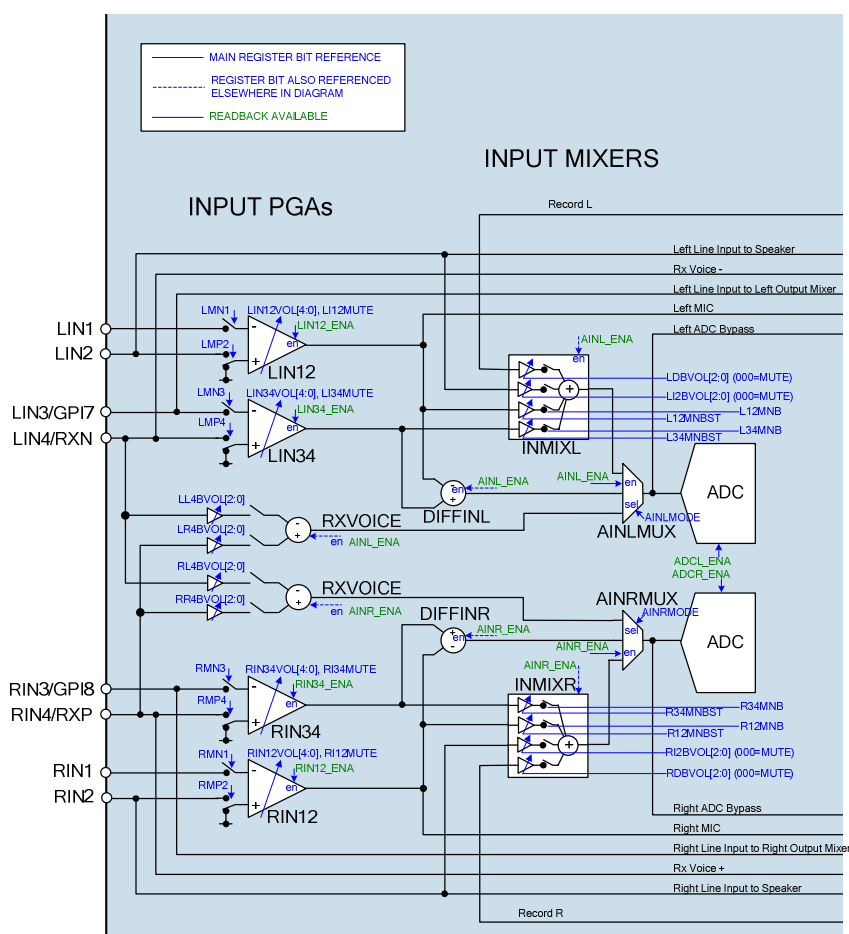 MAIN REGISTER BIT REFERENCE
REGISTER BIT ALSO REFERENCED
ELSEWHERE IN DIAGRAM
READBACK AVAILABLE
INPUT MIXERS
INPUT PGAs
Record L
Left Line Input to Speaker
Rx Voice -
Left Line Input to Left Output Mixer
Left MIC
Left ADC Bypass
LIN1
LIN2
LMN1
LMP2
LIN12VOL[4:0], LI12MUTE
LIN12_ENA
-
+
en
LIN12
LIN3/GPI7
LIN4/RXN
LMN3
LMP4
LIN34VOL[4:0], LI34MUTE
LIN34_ENA
-
+
en
LIN34
AINL_ENA
en
+
LDBVOL[2:0] (000=MUTE)
LI2BVOL[2:0] (000=MUTE)
L12MNB
L12MNBST
L34MNB
L34MNBST
INMIXL
AINL_ENA
-
en
+
DIFFINL
AINL_ENA
en
sel
AINLMODE
AINLMUX
ADC
LL4BVOL[2:0]
LR4BVOL[2:0]
-
+
RXVOICE
en
AINL_ENA
ADCL_ENA
ADCR_ENA
RL4BVOL[2:0]
RR4BVOL[2:0]
-
+
RXVOICE
en
AINR_ENA
AINRMUX
AINRMODE
sel
en
AINR_ENA
ADC
DIFFINR
+
en
-
AINR_ENA
RIN3/GPI8
RIN4/RXP
RMN3
RMP4
RIN34VOL[4:0], RI34MUTE
RIN34_ENA
-
+
en
RIN34
AINR_ENA
en
INMIXR
+
R34MNB
R34MNBST
R12MNB
R12MNBST
RI2BVOL[2:0] (000=MUTE)
RDBVOL[2:0] (000=MUTE)
RIN1
RIN2
RMN1
RMP2
RIN12VOL[4:0], RI12MUTE
RIN12_ENA
-
+
en
RIN12
Right ADC Bypass
Right MIC
Right Line Input to Right Output Mixer
Rx Voice +
Right Line Input to Speaker
Record R